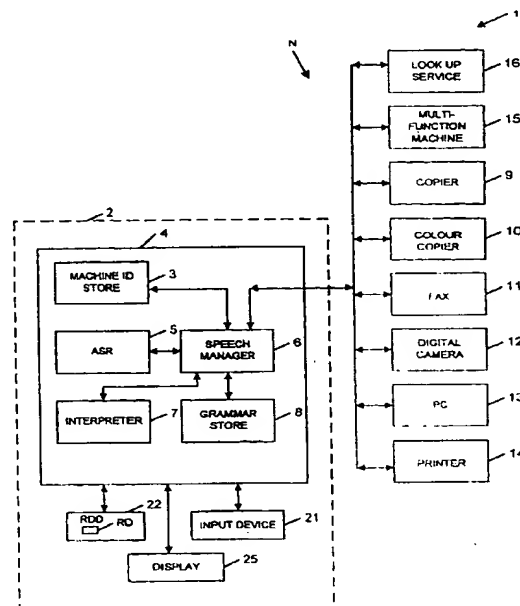 1
N
LOOK UP
SERVICE
16
MULTI-
FUNCTION
MACHINE
15
COPIER
9
COLOUR
COPIER
10
FAX
11
DIGITAL
CAMERA
12
PC
13
PRINTER
14
2
4
MACHINE ID
STORE
3
ASR
5
SPEECH
MANAGER
6
INTERPRETER
7
GRAMMAR
STORE
8
RDD
RD
22
INPUT DEVICE
21
DISPLAY
25